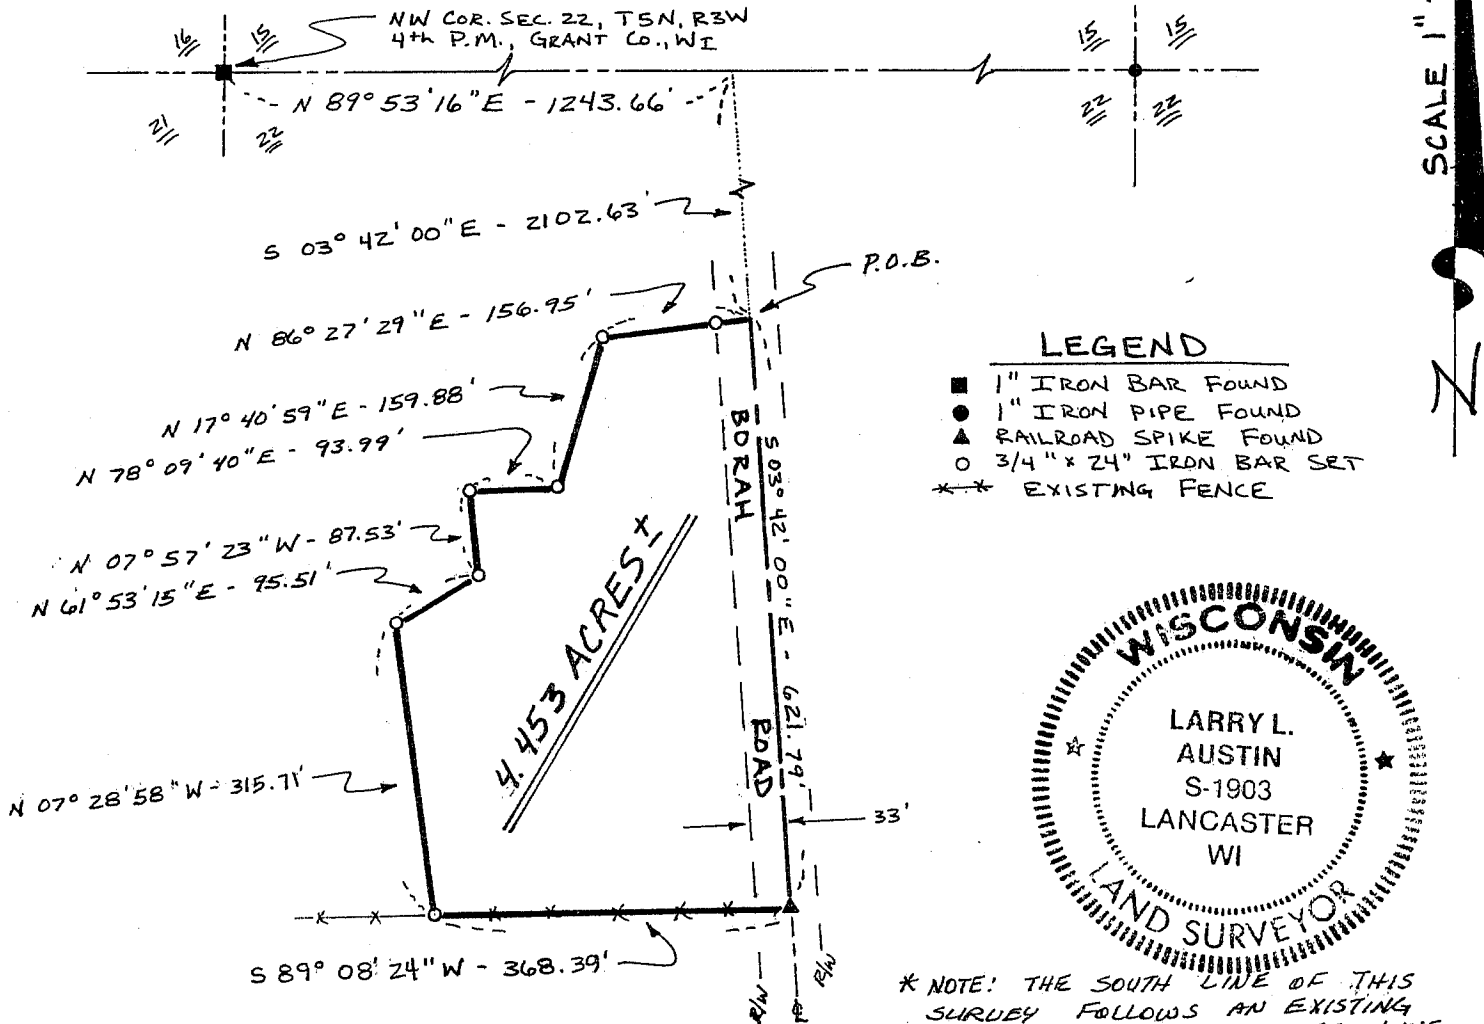 NW COR. SEC. 22, T5N, R3W
4th P.M., GRANT CO., WI
16
15
15
15
21
22
22
22
N 89° 53' 16" E - 1243.66'
SCALE 1"
S 03° 42' 00" E - 2102.63'
P.O.B.
N 86° 27' 29" E - 156.95'
N 17° 40' 59" E - 159.88'
N 78° 09' 40" E - 93.99'
N 07° 57' 23" W - 87.53'
N 61° 53' 15" E - 95.51'
N 07° 28' 58" W - 315.71'
S 89° 08' 24" W - 368.39'
4.453 ACRES ±
BORAH ROAD
S 03° 42' 00" E - 621.79'
33'
R/W
R/W
N
LEGEND
■ 1" IRON BAR FOUND
● 1" IRON PIPE FOUND
▲ RAILROAD SPIKE FOUND
○ 3/4" x 24" IRON BAR SET
x-x EXISTING FENCE
WISCONSIN
LARRY L.
AUSTIN
S-1903
LANCASTER
WI
LAND SURVEYOR
* NOTE: THE SOUTH LINE OF THIS
SURVEY FOLLOWS AN EXISTING